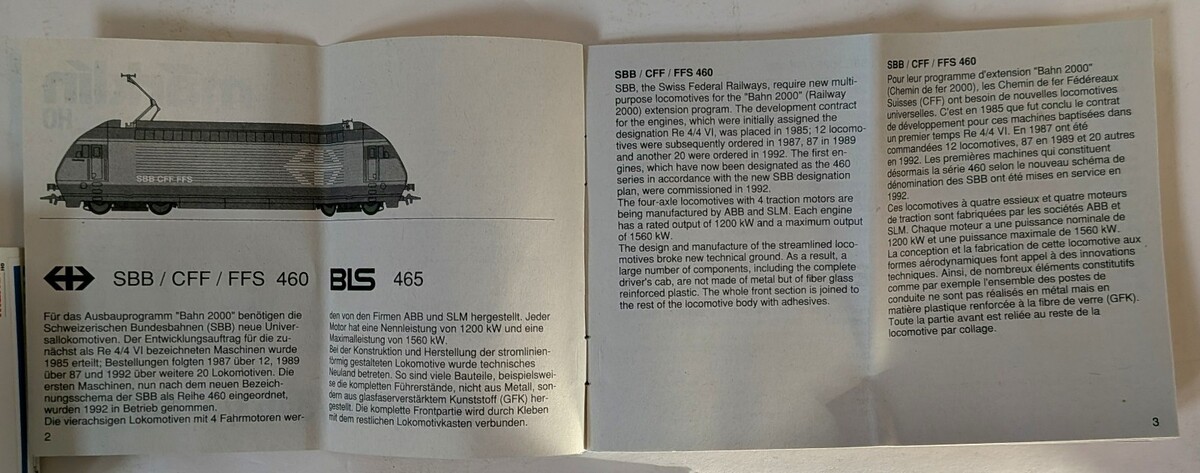 SBB CFF FFS
SBB / CFF / FFS 460
BLS 465
Für das Ausbauprogramm "Bahn 2000" benötigen die
Schweizerischen Bundesbahnen (SBB) neue Univer-
sallokomotiven. Der Entwicklungsauftrag für die zu-
nächst als Re 4/4 VI bezeichneten Maschinen wurde
1985 erteilt; Bestellungen folgten 1987 über 12, 1989
über 87 und 1992 über weitere 20 Lokomotiven. Die
ersten Maschinen, nun nach dem neuen Bezeich-
nungsschema der SBB als Reihe 460 eingeordnet,
wurden 1992 in Betrieb genommen.
Die vierachsigen Lokomotiven mit 4 Fahrmotoren wer-
2
den von den Firmen ABB und SLM hergestellt. Jeder
Motor hat eine Nennleistung von 1200 kW und eine
Maximalleistung von 1560 kW.
Bei der Konstruktion und Herstellung der stromlinien-
förmig gestalteten Lokomotive wurde technisches
Neuland betreten. So sind viele Bauteile, beispielswei-
se die kompletten Führerstände, nicht aus Metall, son-
dern aus glasfaserverstärktem Kunststoff (GFK) her-
gestellt. Die komplette Frontpartie wird durch Kleben
mit dem restlichen Lokomotivkasten verbunden.
SBB / CFF / FFS 460
SBB, the Swiss Federal Railways, require new multi-
purpose locomotives for the "Bahn 2000" (Railway
2000) extension program. The development contract
for the engines, which were initially assigned the
designation Re 4/4 VI, was placed in 1985; 12 locomo-
tives were subsequently ordered in 1987, 87 in 1989
and another 20 were ordered in 1992. The first en-
gines, which have now been designated as the 460
series in accordance with the new SBB designation
plan, were commissioned in 1992.
The four-axle locomotives with 4 traction motors are
being manufactured by ABB and SLM. Each engine
has a rated output of 1200 kW and a maximum output
of 1560 kW.
The design and manufacture of the streamlined loco-
motives broke new technical ground. As a result, a
large number of components, including the complete
driver's cab, are not made of metal but of fiber glass
reinforced plastic. The whole front section is joined to
the rest of the locomotive body with adhesives.
SBB / CFF / FFS 460
Pour leur programme d'extension "Bahn 2000"
(Chemin de fer 2000), les Chemin de fer Fédéreaux
Suisses (CFF) ont besoin de nouvelles locomotives
universelles. C'est en 1985 que fut conclu le contrat
de développement pour ces machines baptisées dans
un premier temps Re 4/4 VI. En 1987 ont été
commandées 12 locomotives, 87 en 1989 et 20 autres
en 1992. Les premières machines qui constituent
désormais la série 460 selon le nouveau schéma de
dénomination des SBB ont été mises en service en
1992.
Ces locomotives à quatre essieux et quatre moteurs
de traction sont fabriquées par les sociétés ABB et
SLM. Chaque moteur a une puissance nominale de
1200 kW et une puissance maximale de 1560 kW.
La conception et la fabrication de cette locomotive aux
formes aérodynamiques font appel à des innovations
techniques. Ainsi, de nombreux éléments constitutifs
comme par exemple l'ensemble des postes de
conduite ne sont pas réalisés en métal mais en
matière plastique renforcée à la fibre de verre (GFK).
Toute la partie avant est reliée au reste de la
locomotive par collage.
3